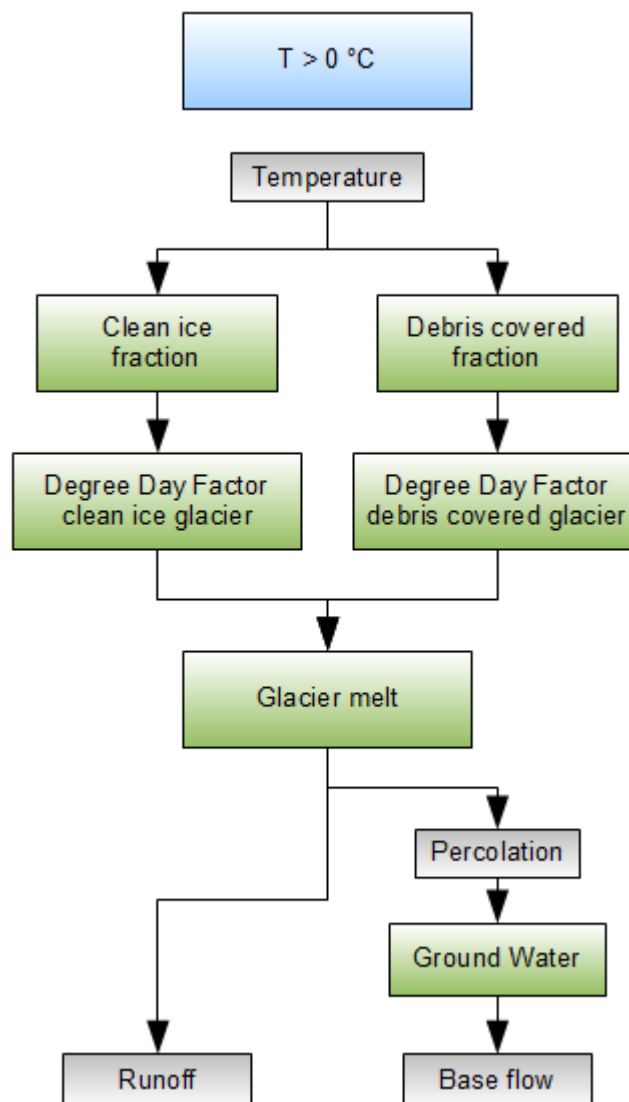 T > 0 °C
Temperature
Clean ice
fraction
Debris covered
fraction
Degree Day Factor
clean ice glacier
Degree Day Factor
debris covered glacier
Glacier melt
Percolation
Ground Water
Runoff
Base flow